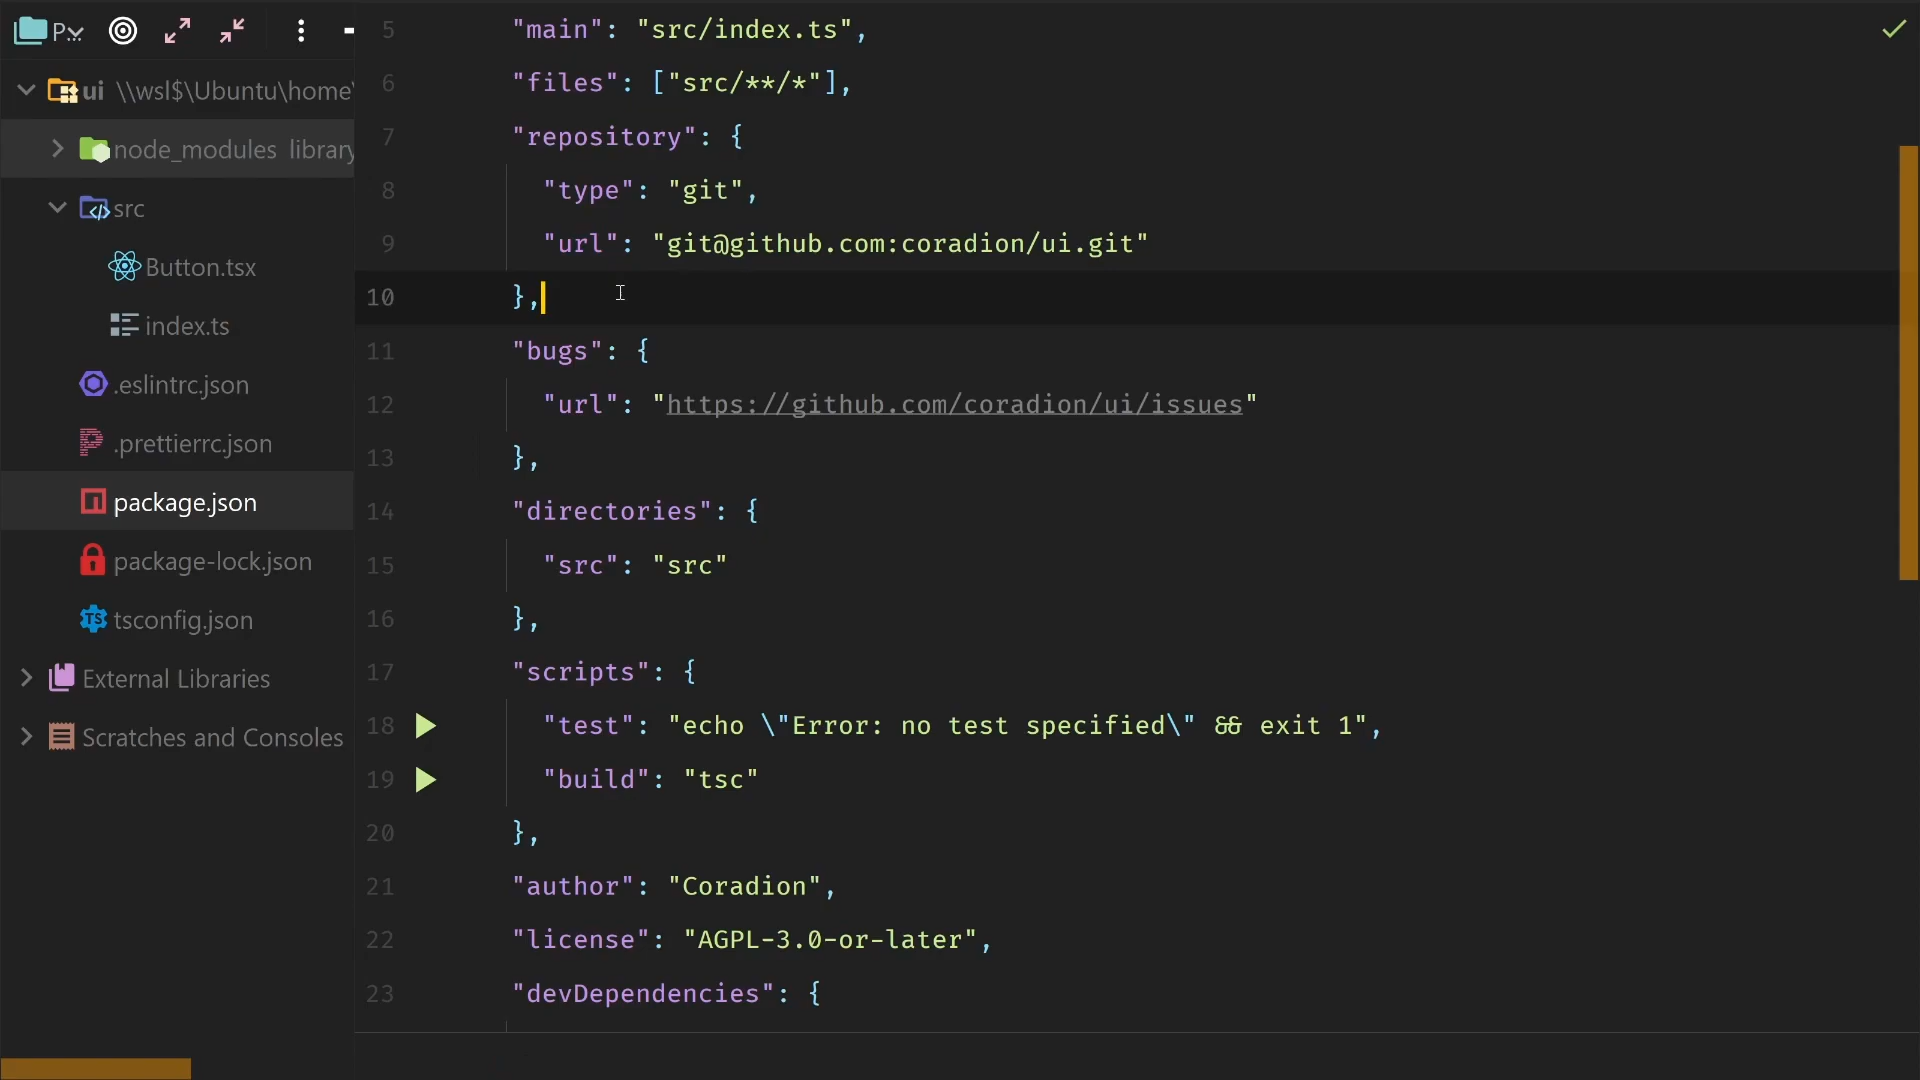 P...
ui \\wsl$\Ubuntu\home\
node_modules library
src
Button.tsx
index.ts
.eslintrc.json
.prettierrc.json
package.json
package-lock.json
tsconfig.json
External Libraries
Scratches and Consoles
5 "main": "src/index.ts",
6 "files": ["src/**/*"],
7 "repository": {
8 "type": "git",
9 "url": "git@github.com:coradion/ui.git"
10 },
11 "bugs": {
12 "url": "https://github.com/coradion/ui/issues"
13 },
14 "directories": {
15 "src": "src"
16 },
17 "scripts": {
18 "test": "echo \"Error: no test specified\" && exit 1",
19 "build": "tsc"
20 },
21 "author": "Coradion",
22 "license": "AGPL-3.0-or-later",
23 "devDependencies": {